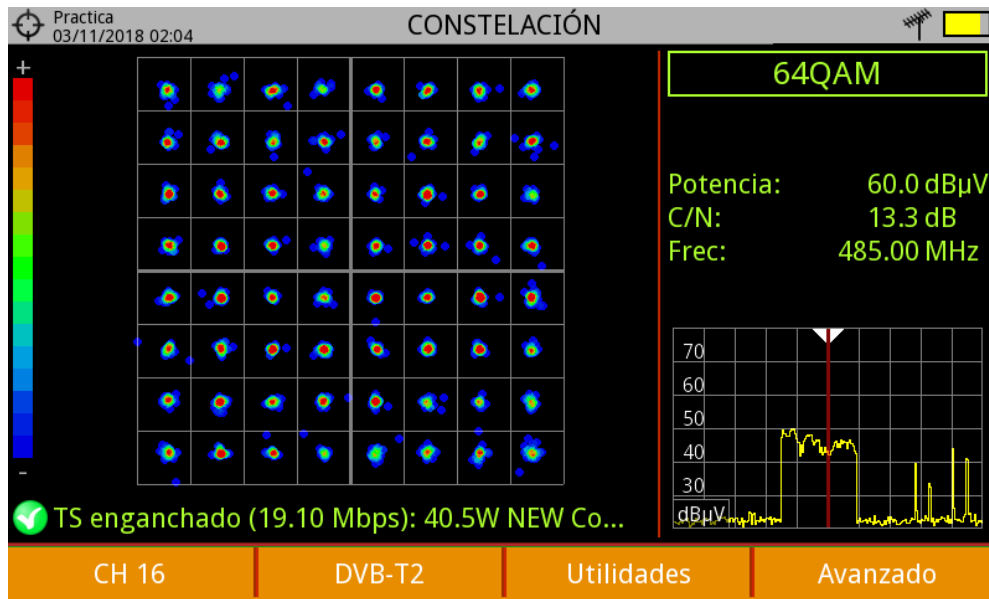 Practica
03/11/2018 02:04
CONSTELACIÓN
+
-
64QAM
Potencia: 60.0 dBµV
C/N: 13.3 dB
Frec: 485.00 MHz
70
60
50
40
30
dBµV
TS enganchado (19.10 Mbps): 40.5W NEW Co...
CH 16
DVB-T2
Utilidades
Avanzado